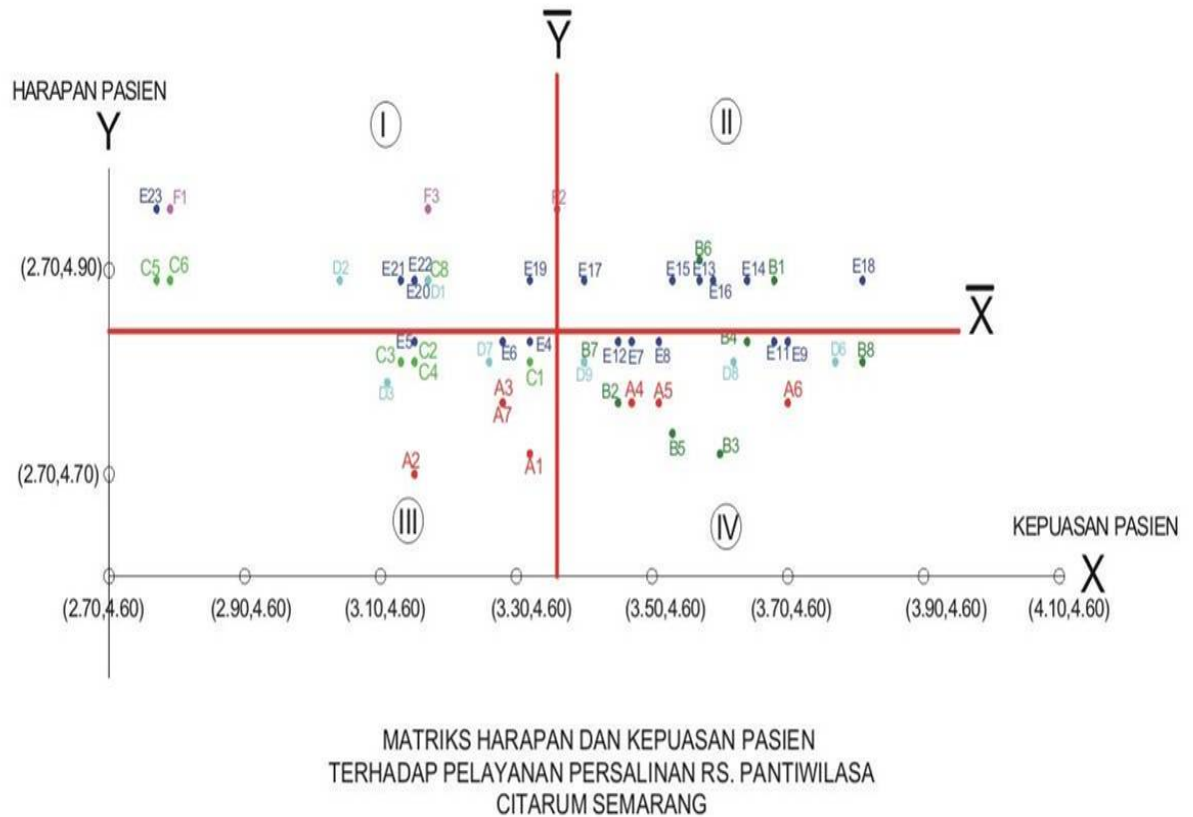 Y
HARAPAN PASIEN
Y
I II
E23 F1 F3 F2
B6
(2.70,4.90) C5 C6 D2 E21 E22 C8 E19 E17 E15 E13 E14 B1 E18
E20 D1 E16
X
E5 E6 E4 E12 E7 E8 B4 E11 E9
C3 C2 D7 B7 D6 B8
C4 C1 D9 D8
D3 A3 B2 A4 A5 A6
A7
B5 B3
(2.70,4.70) A2 A1
III IV
KEPUASAN PASIEN
X
(2.70,4.60) (2.90,4.60) (3.10,4.60) (3.30,4.60) (3.50,4.60) (3.70,4.60) (3.90,4.60) (4.10,4.60)
MATRIKS HARAPAN DAN KEPUASAN PASIEN
TERHADAP PELAYANAN PERSALINAN RS. PANTIWILASA
CITARUM SEMARANG